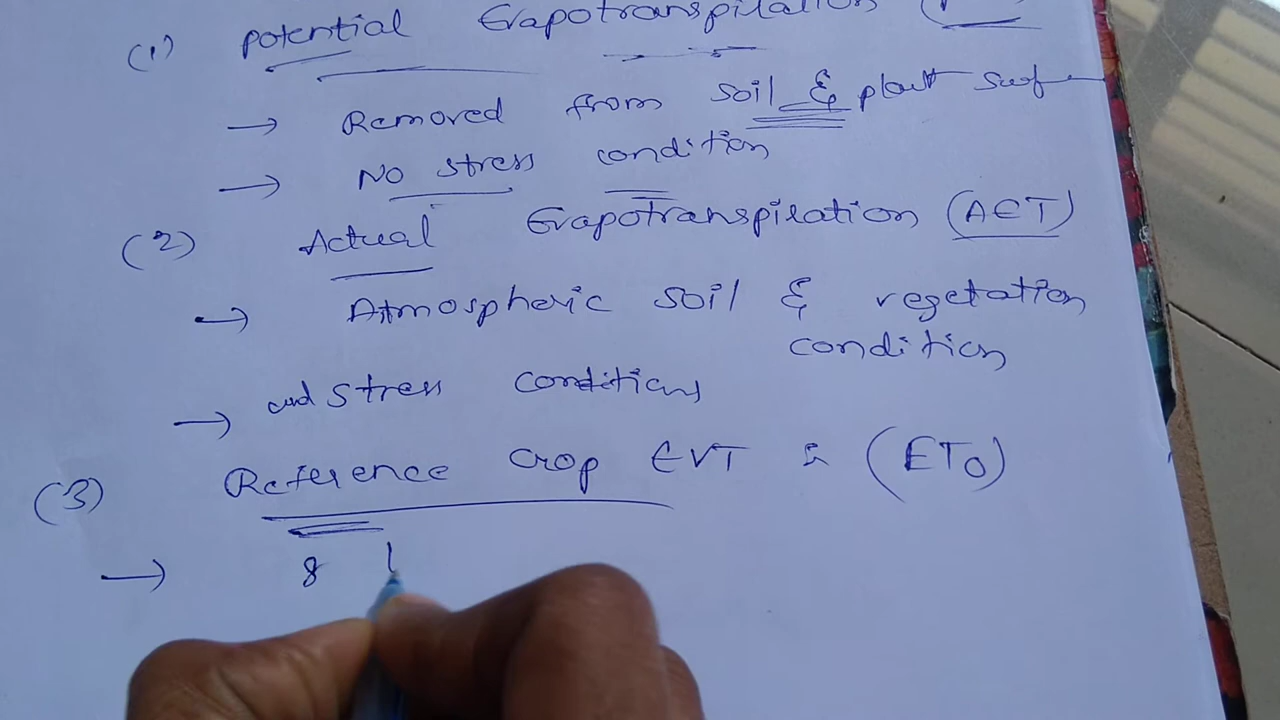 (1) Potential Evapotranspiration (
→ Removed from soil & plant surf
→ No stress condition
(2) Actual Evapotranspiration (AET)
→ Atmospheric soil & vegetation
condition
→ and stress conditions
(3) Reference crop EVT (ET0)
→ 8